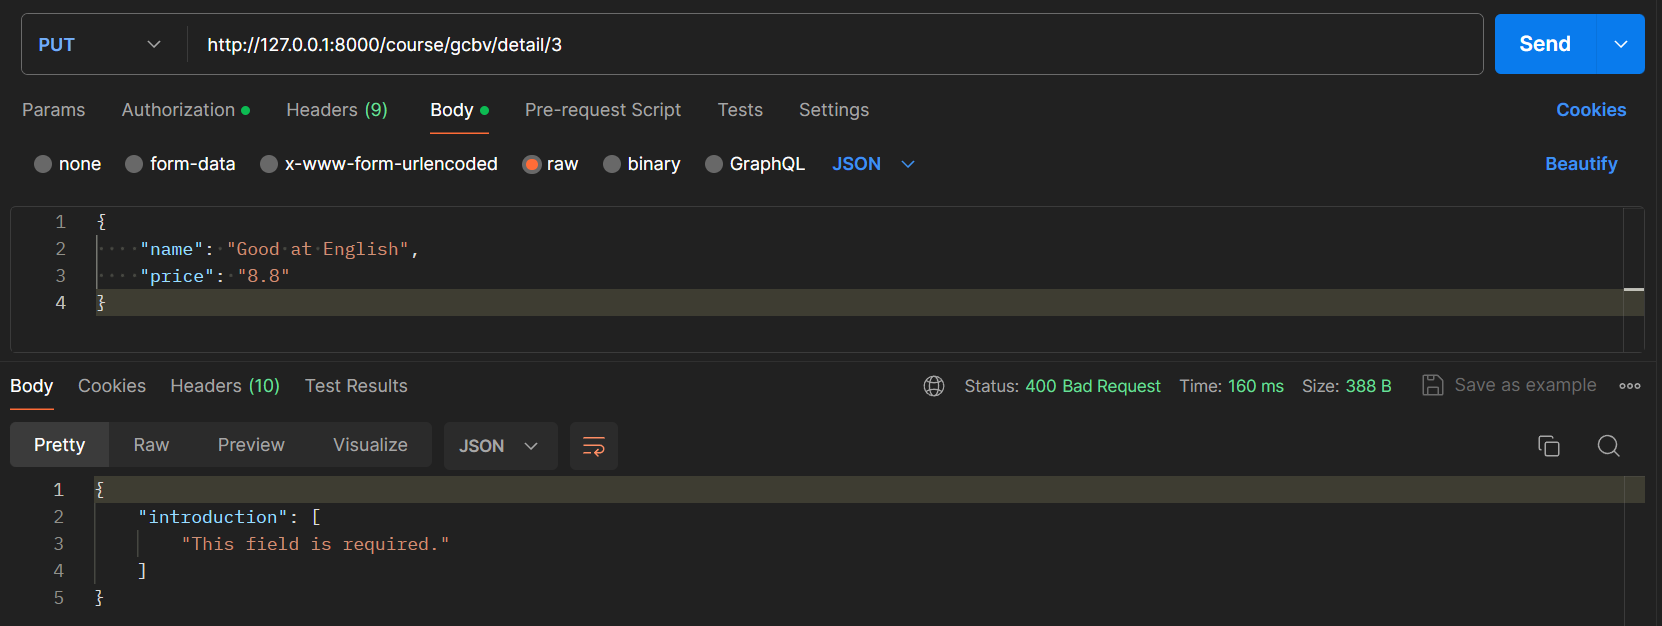 PUT http://127.0.0.1:8000/course/gcbv/detail/3 Send
Params Authorization Headers (9) Body Pre-request Script Tests Settings Cookies
none form-data x-www-form-urlencoded raw binary GraphQL JSON Beautify
1 {
2 ····"name":·"Good·at·English",
3 ····"price":·"8.8"
4 }
Body Cookies Headers (10) Test Results Status: 400 Bad Request Time: 160 ms Size: 388 B Save as example
Pretty Raw Preview Visualize JSON
1 {
2 "introduction": [
3 "This field is required."
4 ]
5 }